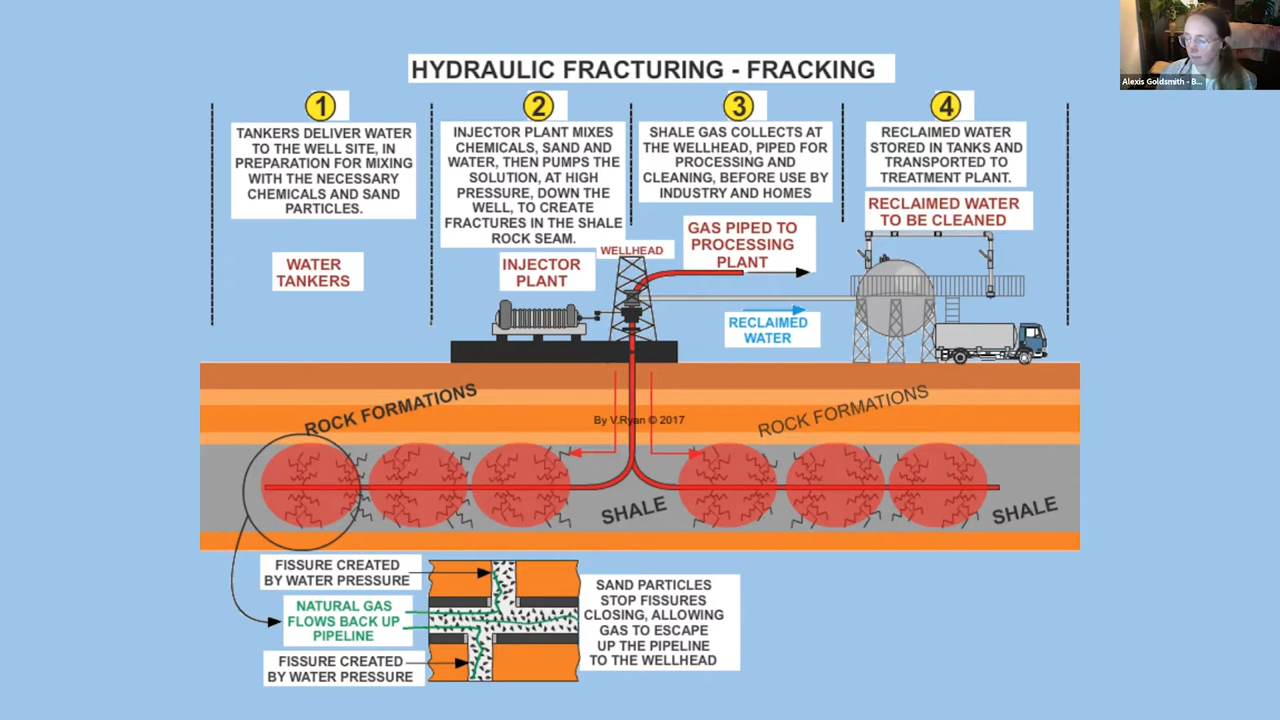 HYDRAULIC FRACTURING - FRACKING
1
TANKERS DELIVER WATER
TO THE WELL SITE, IN
PREPARATION FOR MIXING
WITH THE NECESSARY
CHEMICALS AND SAND
PARTICLES.
WATER
TANKERS
2
INJECTOR PLANT MIXES
CHEMICALS, SAND AND
WATER, THEN PUMPS THE
SOLUTION, AT HIGH
PRESSURE, DOWN THE
WELL, TO CREATE
FRACTURES IN THE SHALE
ROCK SEAM.
INJECTOR
PLANT
WELLHEAD
3
SHALE GAS COLLECTS AT
THE WELLHEAD, PIPED FOR
PROCESSING AND
CLEANING, BEFORE USE BY
INDUSTRY AND HOMES
GAS PIPED TO
PROCESSING
PLANT
RECLAIMED
WATER
4
RECLAIMED WATER
STORED IN TANKS AND
TRANSPORTED TO
TREATMENT PLANT.
RECLAIMED WATER
TO BE CLEANED
Alexis Goldsmith - B...
ROCK FORMATIONS
By V.Ryan © 2017
ROCK FORMATIONS
SHALE
SHALE
FISSURE CREATED
BY WATER PRESSURE
NATURAL GAS
FLOWS BACK UP
PIPELINE
FISSURE CREATED
BY WATER PRESSURE
SAND PARTICLES
STOP FISSURES
CLOSING, ALLOWING
GAS TO ESCAPE
UP THE PIPELINE
TO THE WELLHEAD